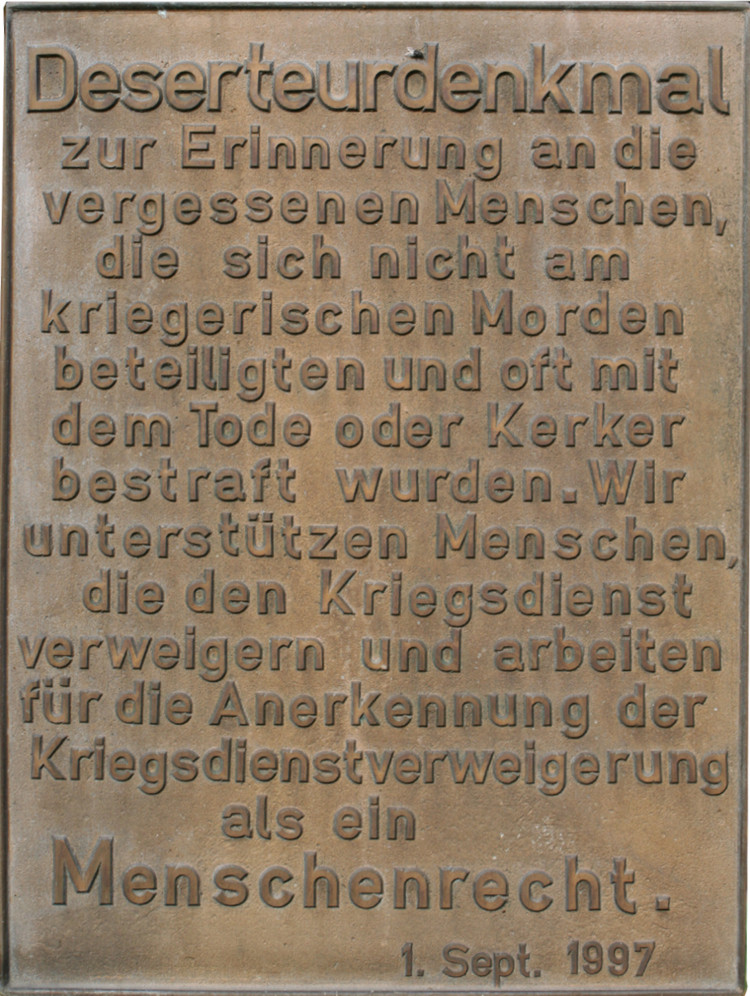 Deserteurdenkmal
zur Erinnerung an die
vergessenen Menschen,
die sich nicht am
kriegerischen Morden
beteiligten und oft mit
dem Tode oder Kerker
bestraft wurden. Wir
unterstützen Menschen,
die den Kriegsdienst
verweigern und arbeiten
für die Anerkennung der
Kriegsdienstverweigerung
als ein
Menschenrecht.
1. Sept. 1997